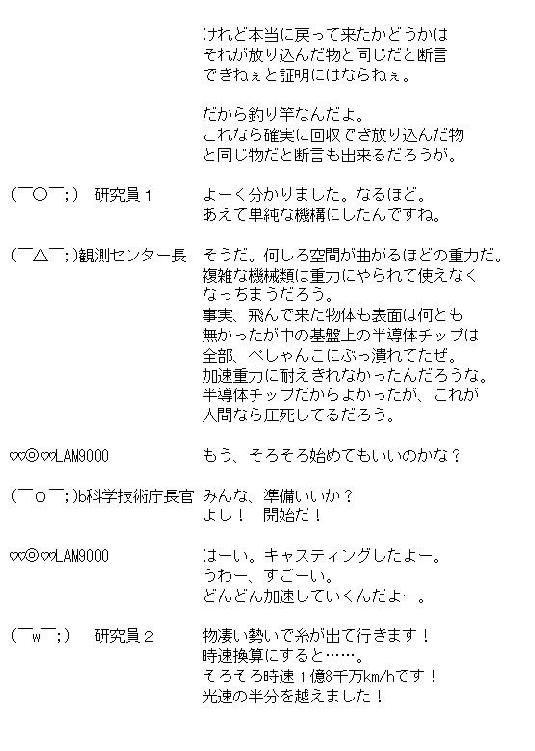 けれど本当に戻って来たかどうかは
それが放り込んだ物と同じだと断言
できねぇと証明にはならねぇ。
だから釣り竿なんだよ。
これなら確実に回収でき放り込んだ物
と同じ物だと断言も出来るだろうが。
(￣○￣;) 研究員１ よーく分かりました。なるほど。
あえて単純な機構にしたんですね。
(￣△￣;)観測センター長 そうだ。何しろ空間が曲がるほどの重力だ。
複雑な機械類は重力にやられて使えなく
なっちまうだろう。
事実、飛んで来た物体も表面は何とも
無かったが中の基盤上の半導体チップは
全部、ぺしゃんこにぶっ潰れてたぜ。
加速重力に耐えきれなかったんだろうな。
半導体チップだからよかったが、これが
人間なら圧死してるだろう。
∞◎∞LAM9000 もう、そろそろ始めてもいいのかな？
(￣ｏ￣;)b科学技術庁長官 みんな、準備いいか？
よし！ 開始だ！
∞◎∞LAM9000 はーい。キャスティングしたよー。
うわー、すごーい。
どんどん加速していくんだよー。
(￣ｗ￣;) 研究員２ 物凄い勢いで糸が出て行きます！
時速換算にすると……。
そろそろ時速１億8千万km/hです！
光速の半分を越えました！